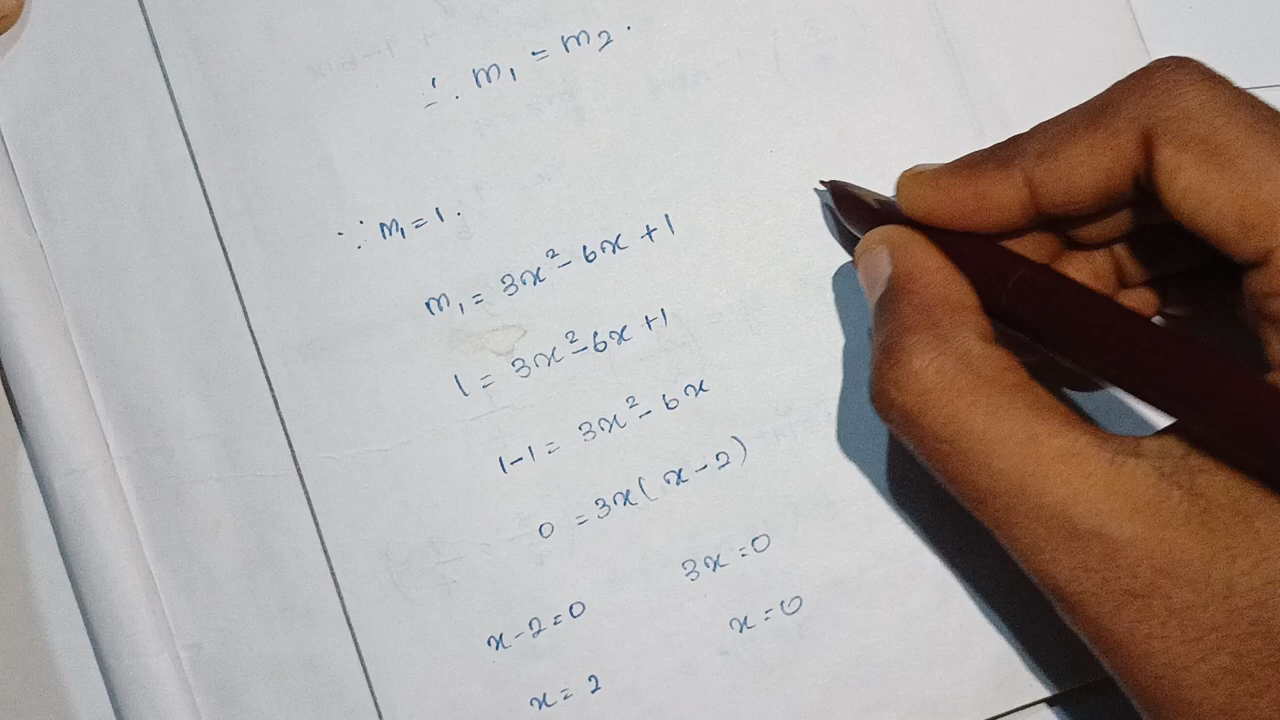 ∴ m₁ = m₂.
∵ m₁ = 1.
m₁ = 3x² - 6x + 1
1 = 3x² - 6x + 1
1 - 1 = 3x² - 6x
0 = 3x(x - 2)
x - 2 = 0 3x = 0
x = 2 x = 0